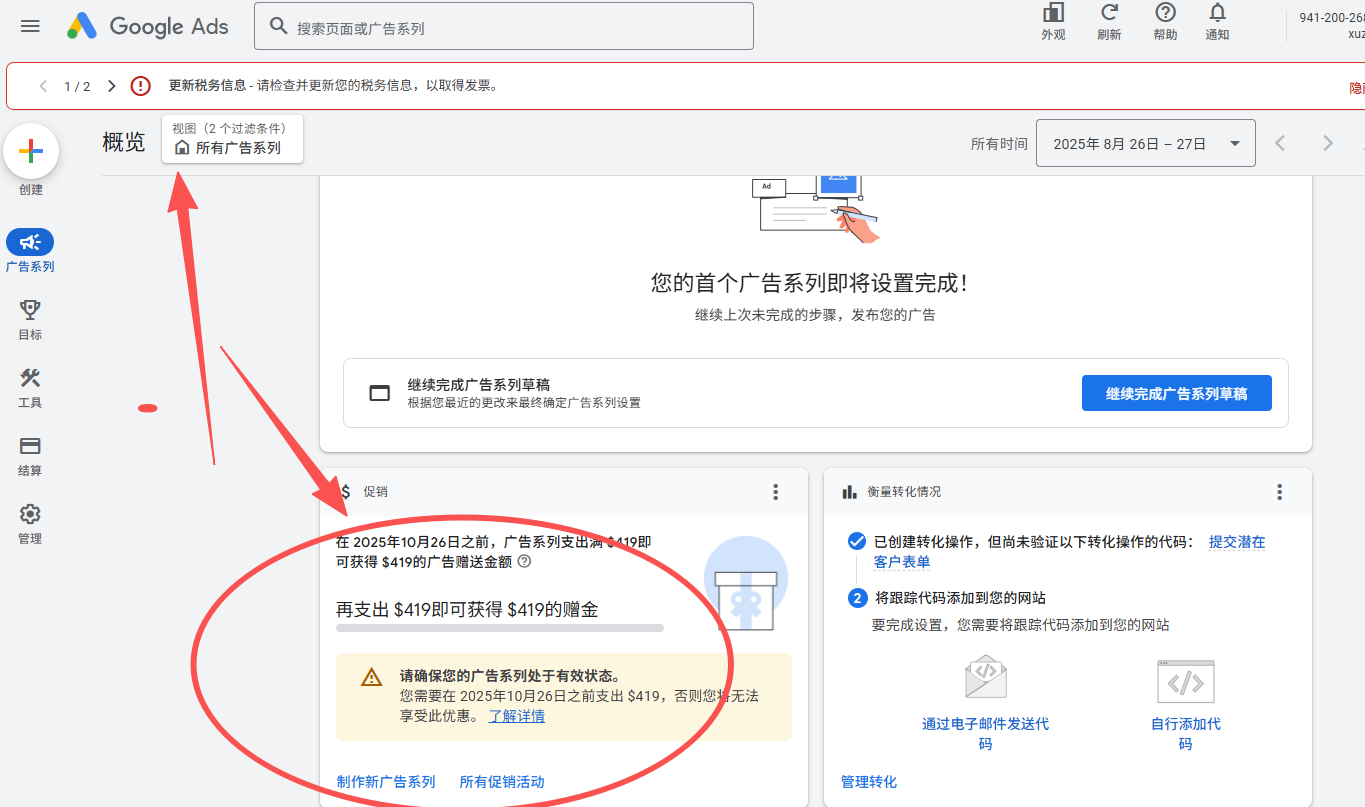 Google Ads
搜索页面或广告系列
外观
刷新
帮助
通知
941-200-268
xuz
1 / 2
更新税务信息 - 请检查并更新您的税务信息，以取得发票。
概览
视图（2 个过滤条件）
所有广告系列
所有时间
2025年 8月 26日 – 27日
创建
广告系列
目标
工具
结算
管理
Ad
您的首个广告系列即将设置完成！
继续上次未完成的步骤，发布您的广告
继续完成广告系列草稿
根据您最近的更改来最终确定广告系列设置
继续完成广告系列草稿
促销
在 2025年10月26日之前，广告系列支出满 $419即
可获得 $419的广告赠送金额
再支出 $419即可获得 $419的赠金
请确保您的广告系列处于有效状态。
您需要在 2025年10月26日之前支出 $419，否则您将无法
享受此优惠。 了解详情
制作新广告系列 所有促销活动
衡量转化情况
已创建转化操作，但尚未验证以下转化操作的代码： 提交潜在
客户表单
2 将跟踪代码添加到您的网站
要完成设置，您需要将跟踪代码添加到您的网站
通过电子邮件发送代
码
自行添加代
码
管理转化